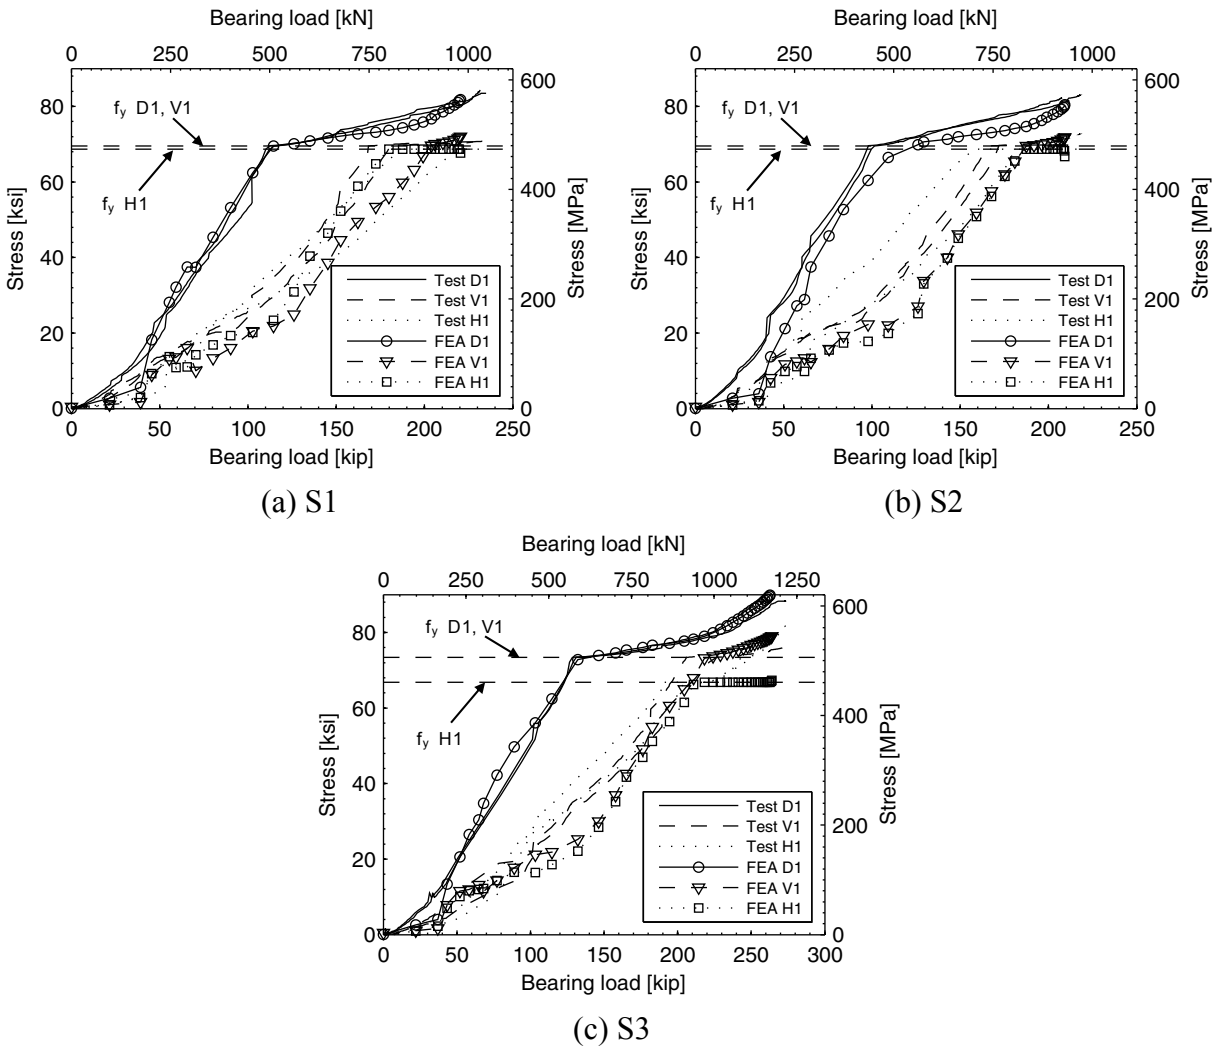 Bearing load [kN]
0 250 500 750 1000
Stress [ksi]
80
60
40
20
0
f_y D1, V1
f_y H1
Test D1
Test V1
Test H1
FEA D1
FEA V1
FEA H1
600
400
200
0
Stress [MPa]
0 50 100 150 200 250
Bearing load [kip]
(a) S1
Bearing load [kN]
0 250 500 750 1000
Stress [ksi]
80
60
40
20
0
f_y D1, V1
f_y H1
Test D1
Test V1
Test H1
FEA D1
FEA V1
FEA H1
600
400
200
0
Stress [MPa]
0 50 100 150 200 250
Bearing load [kip]
(b) S2
Bearing load [kN]
0 250 500 750 1000 1250
Stress [ksi]
80
60
40
20
0
f_y D1, V1
f_y H1
Test D1
Test V1
Test H1
FEA D1
FEA V1
FEA H1
600
400
200
0
Stress [MPa]
0 50 100 150 200 250 300
Bearing load [kip]
(c) S3